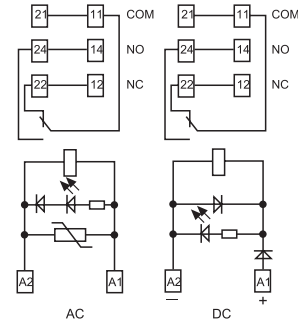 21 11 COM 21 11 COM
24 14 NO 24 14 NO
22 12 NC 22 12 NC
A2 A1 A2 A1
— +
AC DC